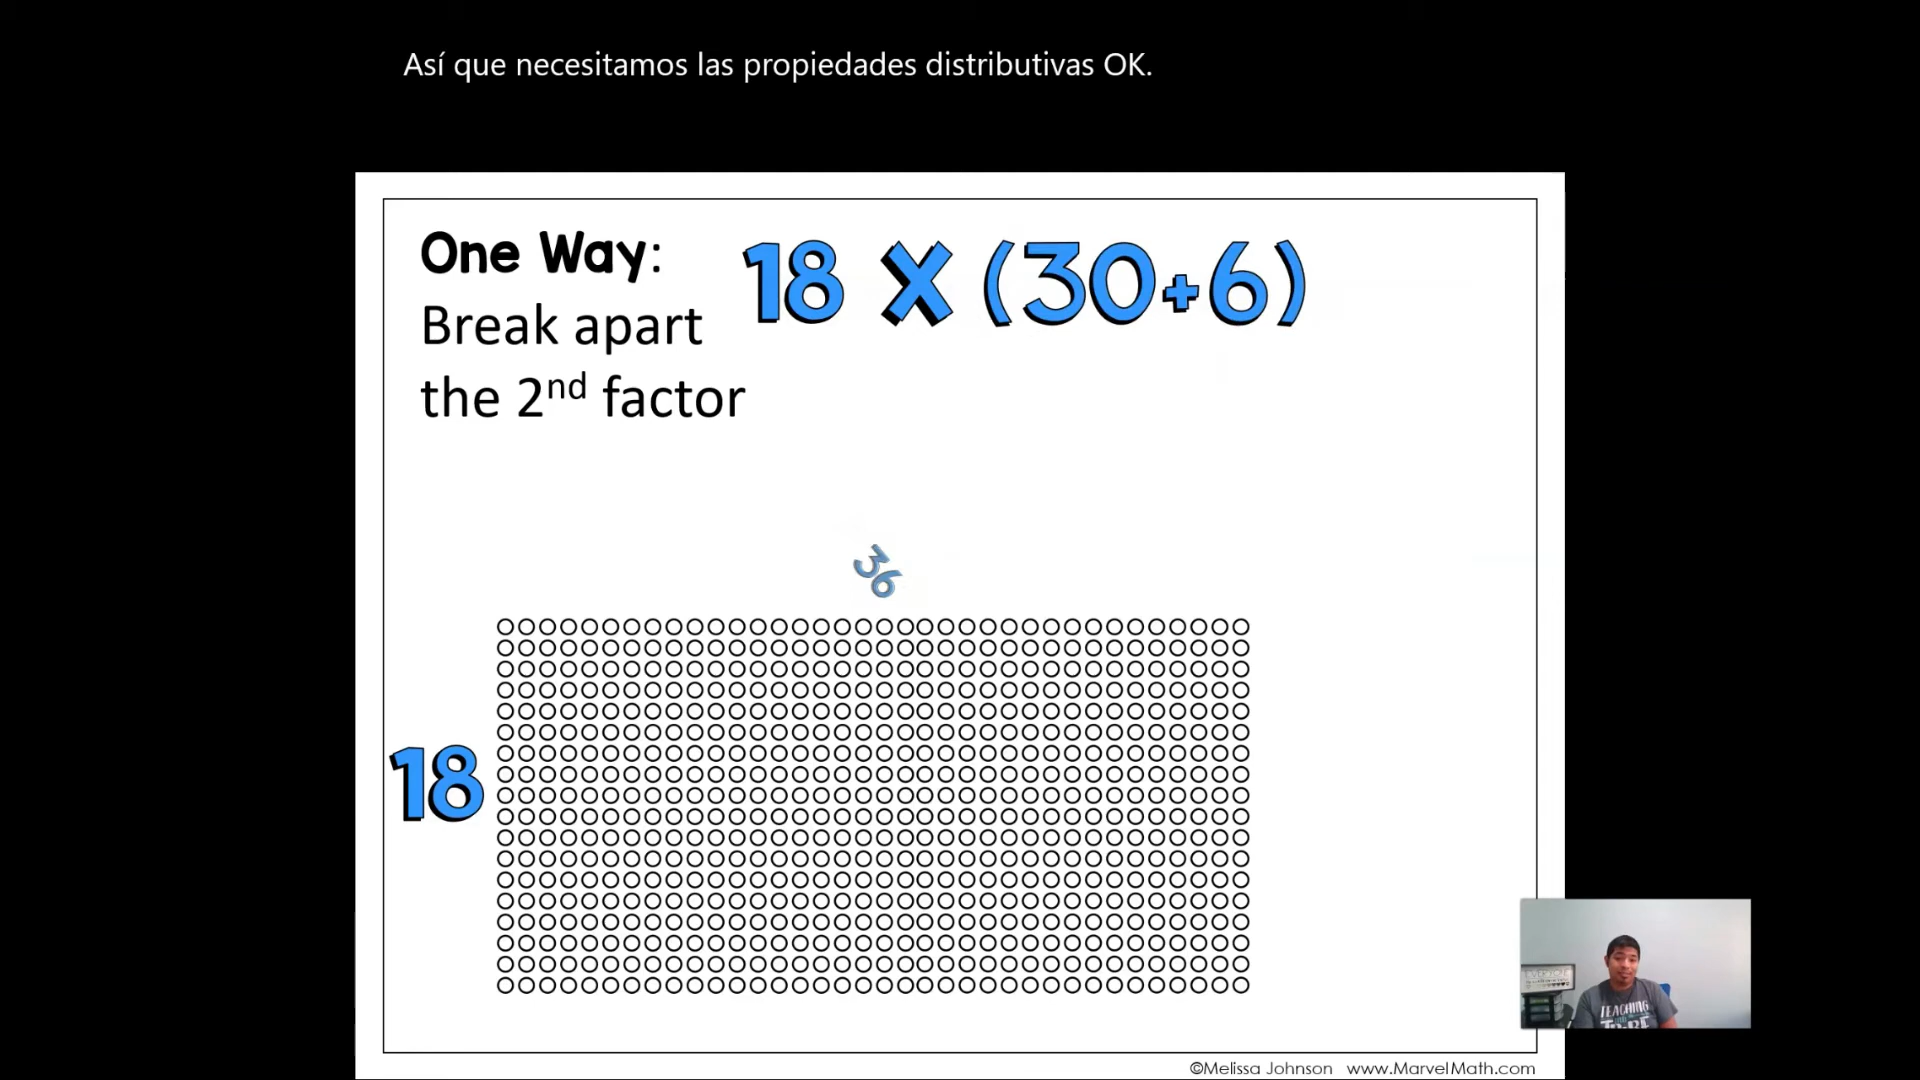 Así que necesitamos las propiedades distributivas OK.
One Way:
18 X (30+6)
Break apart
the 2nd factor
36
18
TEACHING
©Melissa Johnson www.MarvelMath.com